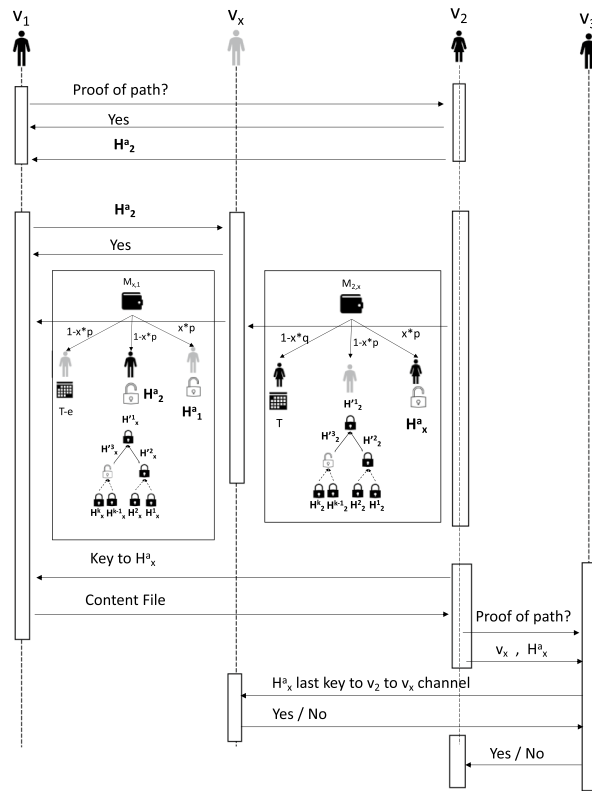 v₁ vₓ v₂ v₃
Proof of path?
Yes
Hᵃ₂
Hᵃ₂
Yes
Mₓ,₁
1-x*p 1-x*p x*p
T-e
Hᵃ₂
Hᵃ₁
H'¹ₓ
H'³ₓ H'²ₓ
Hᵏₓ Hᵏ⁻¹ₓ H²ₓ H¹ₓ
M₂,ₓ
1-x*q 1-x*p x*p
T
H'¹₂
Hᵃₓ
H'³₂ H'²₂
Hᵏ₂ Hᵏ⁻¹₂ H²₂ H¹₂
Key to Hᵃₓ
Content File
Proof of path?
vₓ , Hᵃₓ
Hᵃₓ last key to v₂ to vₓ channel
Yes / No
Yes / No